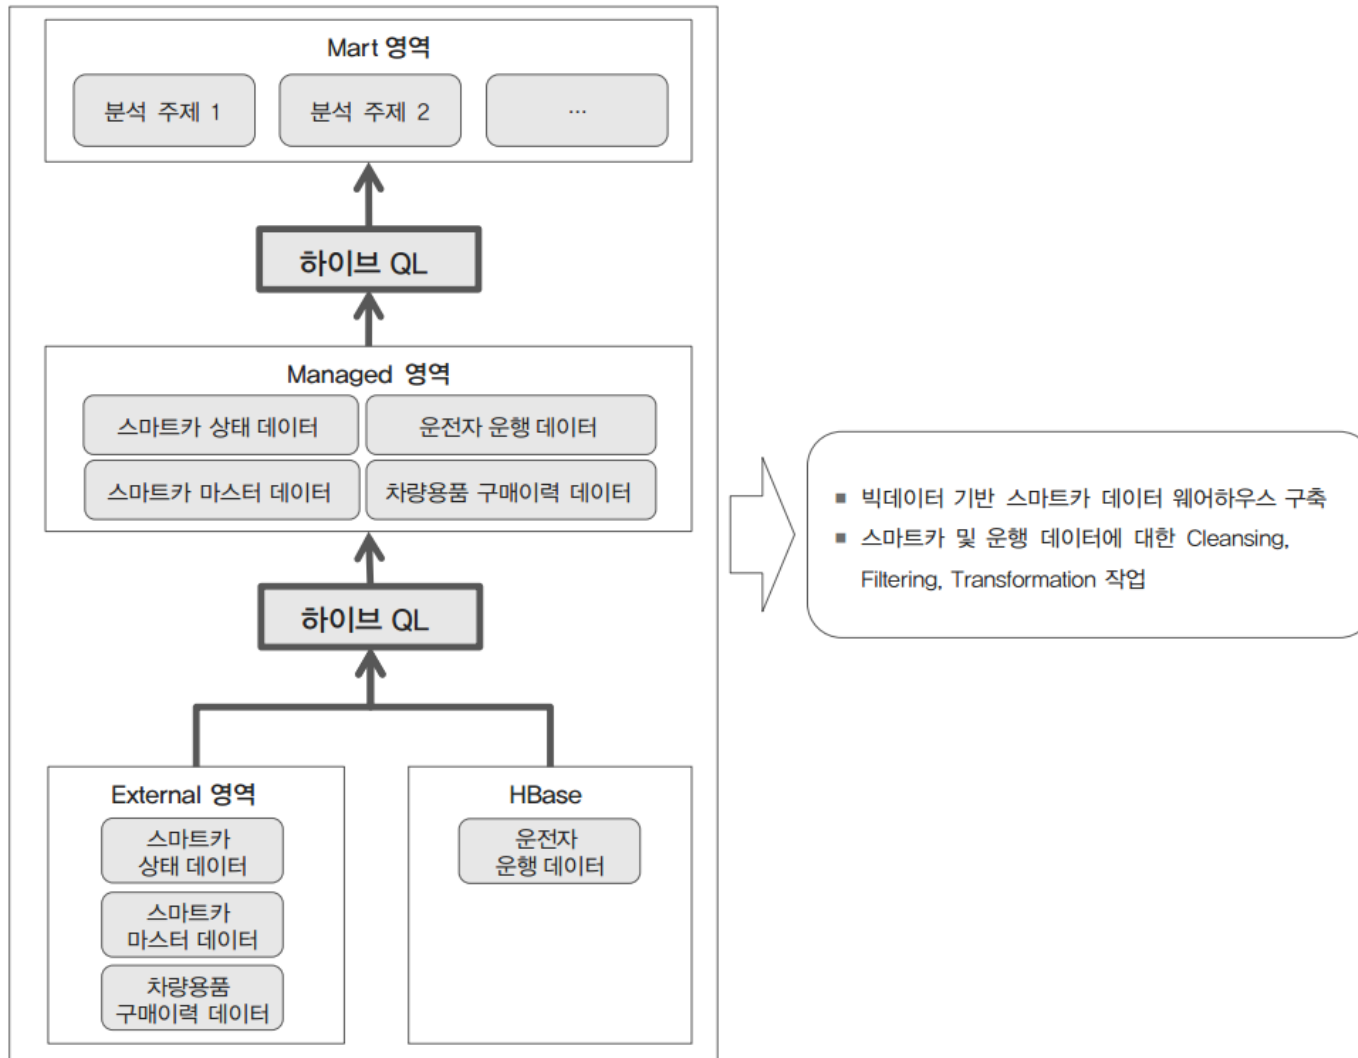 Mart 영역
분석 주제 1
분석 주제 2
...
하이브 QL
Managed 영역
스마트카 상태 데이터
운전자 운행 데이터
스마트카 마스터 데이터
차량용품 구매이력 데이터
하이브 QL
External 영역
스마트카
상태 데이터
스마트카
마스터 데이터
차량용품
구매이력 데이터
HBase
운전자
운행 데이터
■ 빅데이터 기반 스마트카 데이터 웨어하우스 구축
■ 스마트카 및 운행 데이터에 대한 Cleansing,
Filtering, Transformation 작업